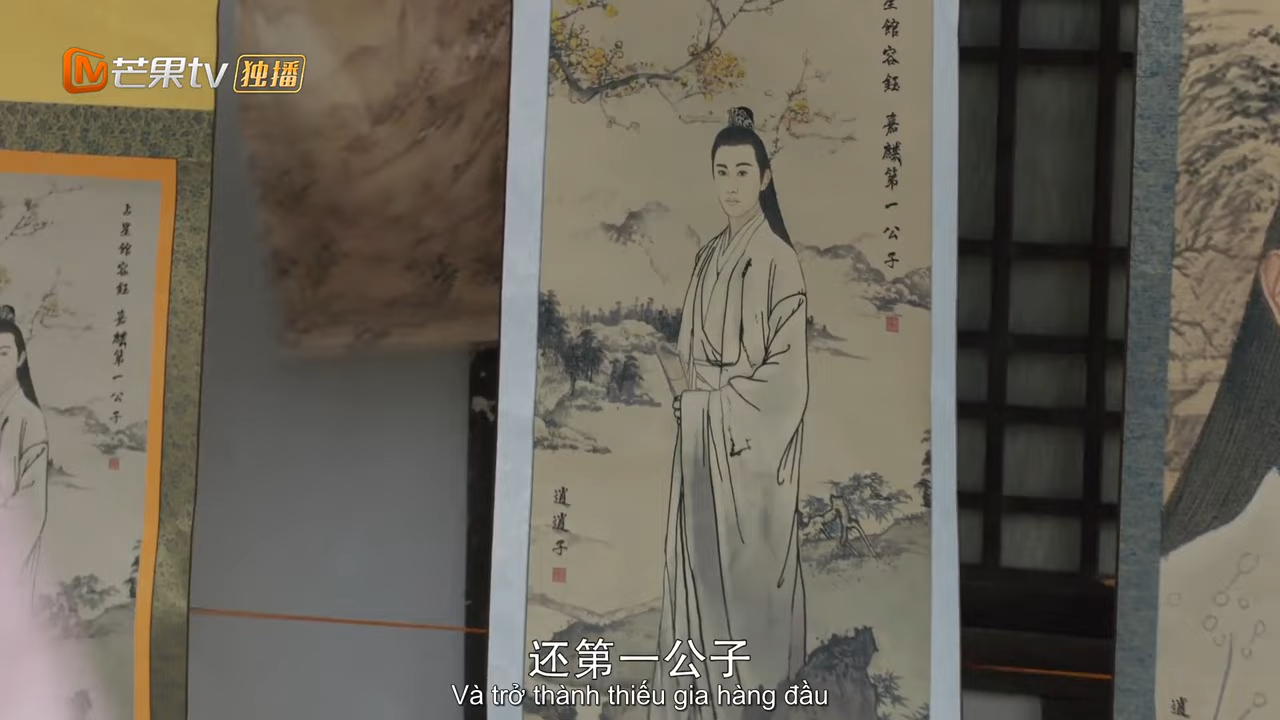 芒果tv 独播
占星館容鈺 嘉麟第一公子
星館容鈺 嘉麟第一公子
逍遥子
逍
还第一公子
Và trở thành thiếu gia hàng đầu